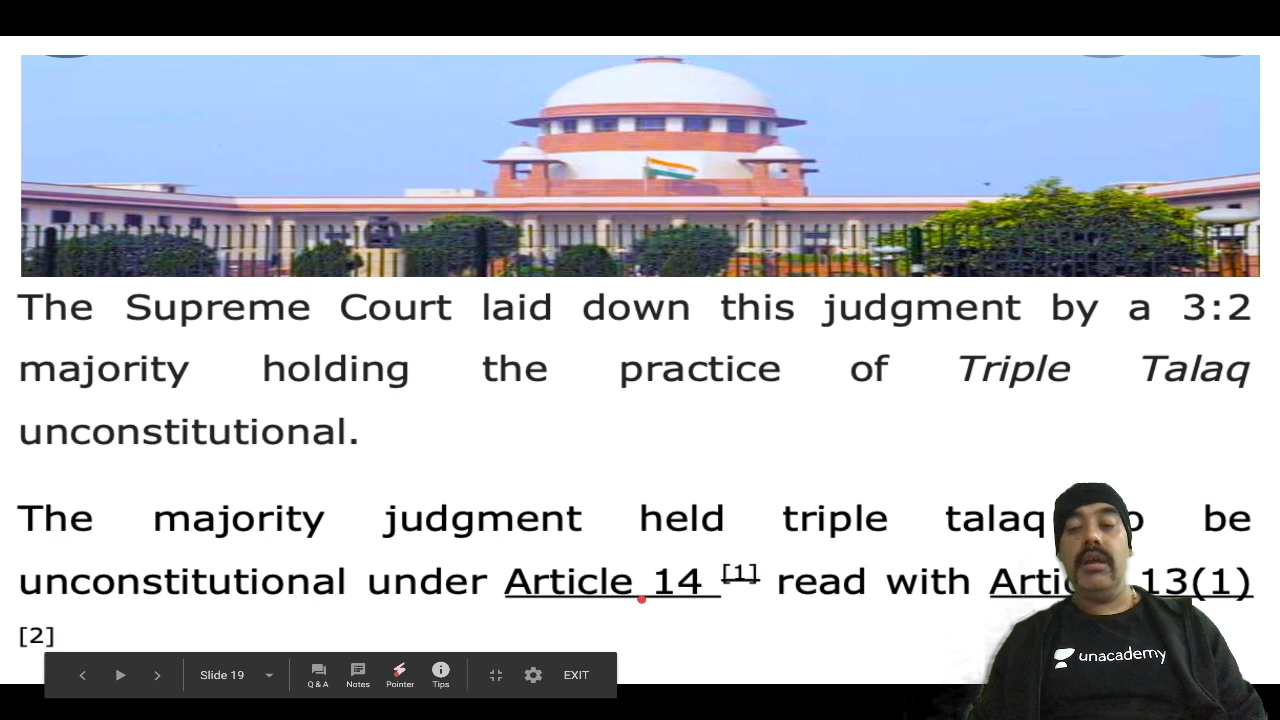 The Supreme Court laid down this judgment by a 3:2
majority holding the practice of Triple Talaq
unconstitutional.
The majority judgment held triple talaq be
unconstitutional under Article 14 [1] read with 13(1)
[2]
Slide 19
Q & A
Notes
Pointer
Tips
EXIT
unacademy